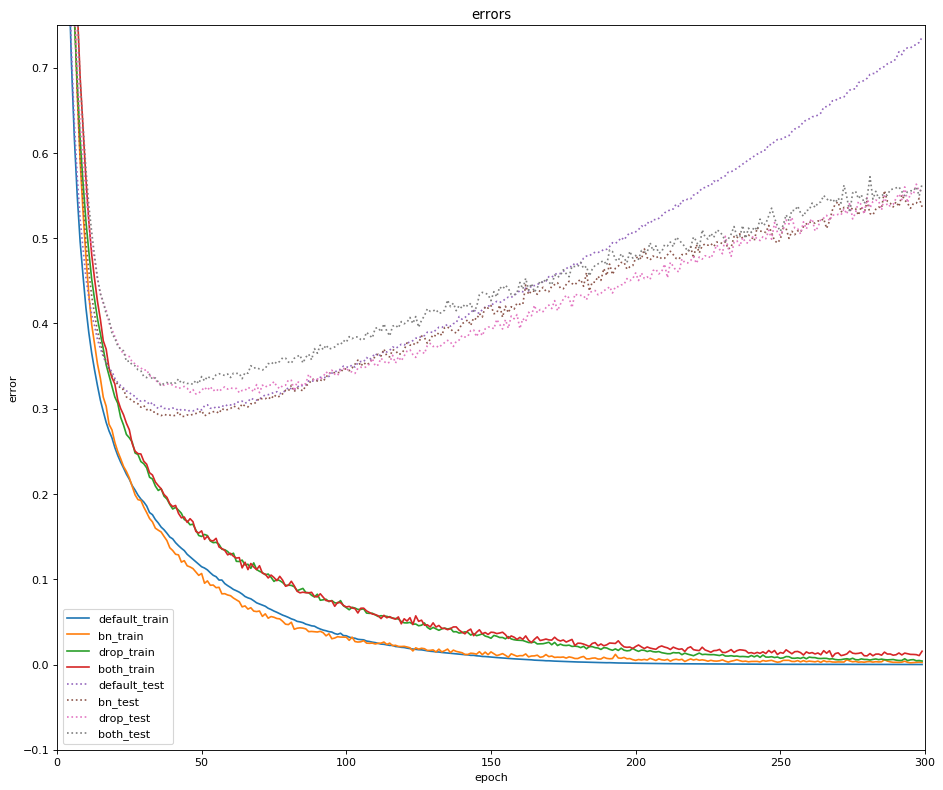 errors
0.7
0.6
0.5
0.4
error
0.3
0.2
0.1
0.0
−0.1
default_train
bn_train
drop_train
both_train
default_test
bn_test
drop_test
both_test
0 50 100 150 200 250 300
epoch